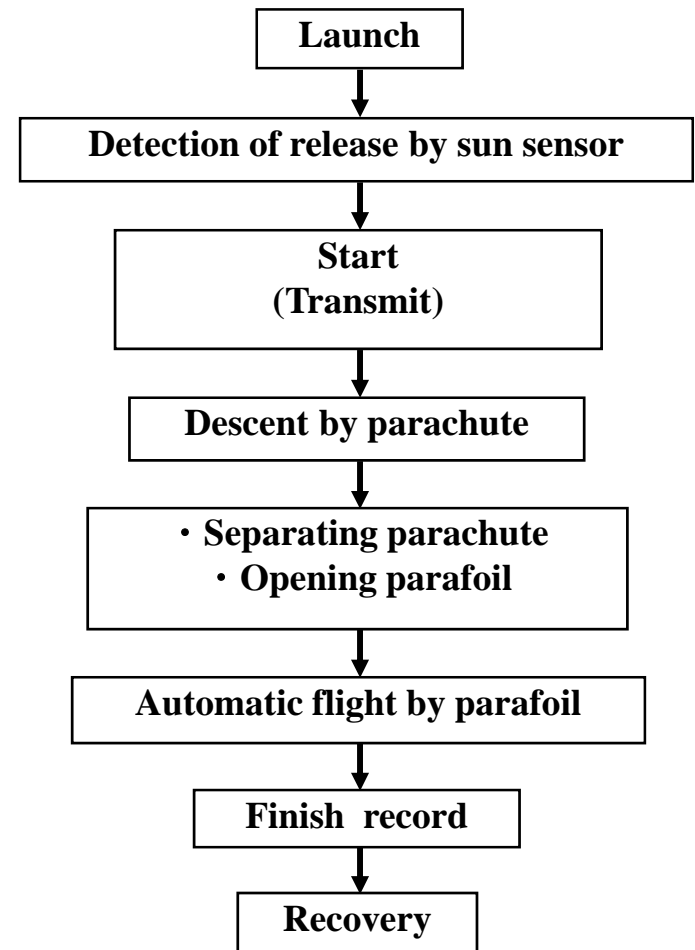 Launch
Detection of release by sun sensor
Start
(Transmit)
Descent by parachute
・Separating parachute
・Opening parafoil
Automatic flight by parafoil
Finish record
Recovery